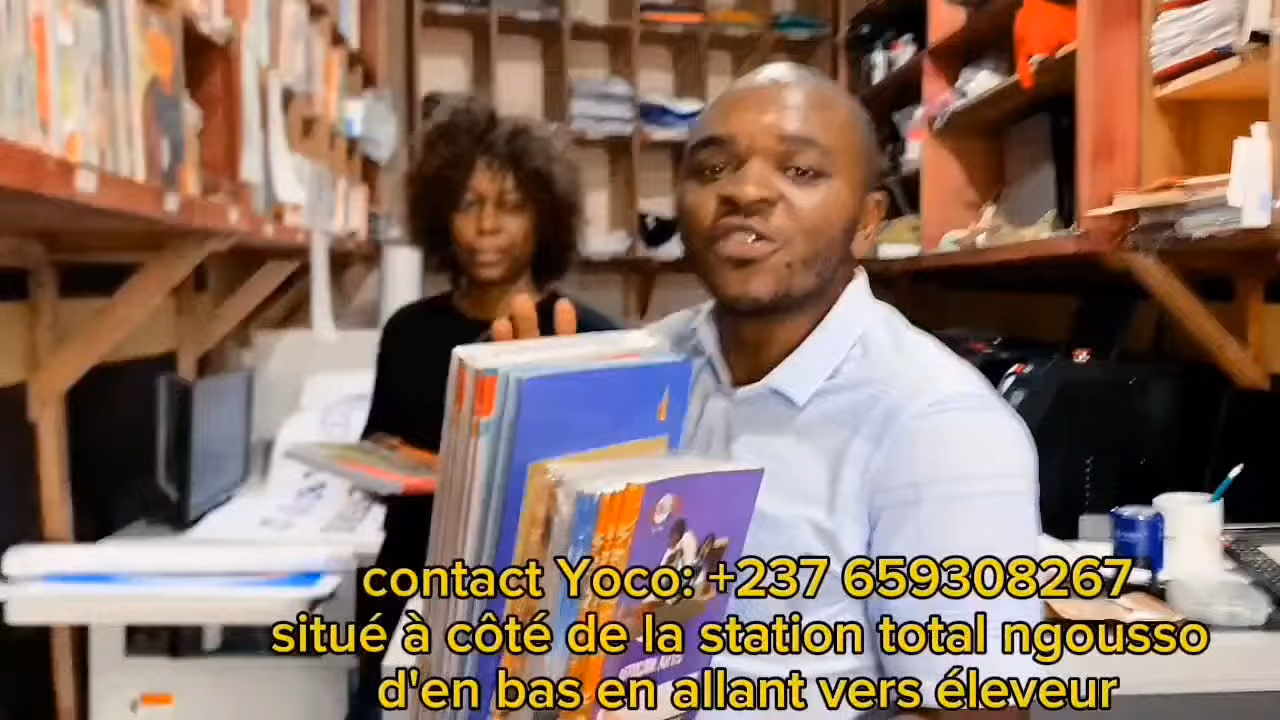 contact Yoco: +237 659308267
situé à côté de la station total ngousso
d'en bas en allant vers éleveur